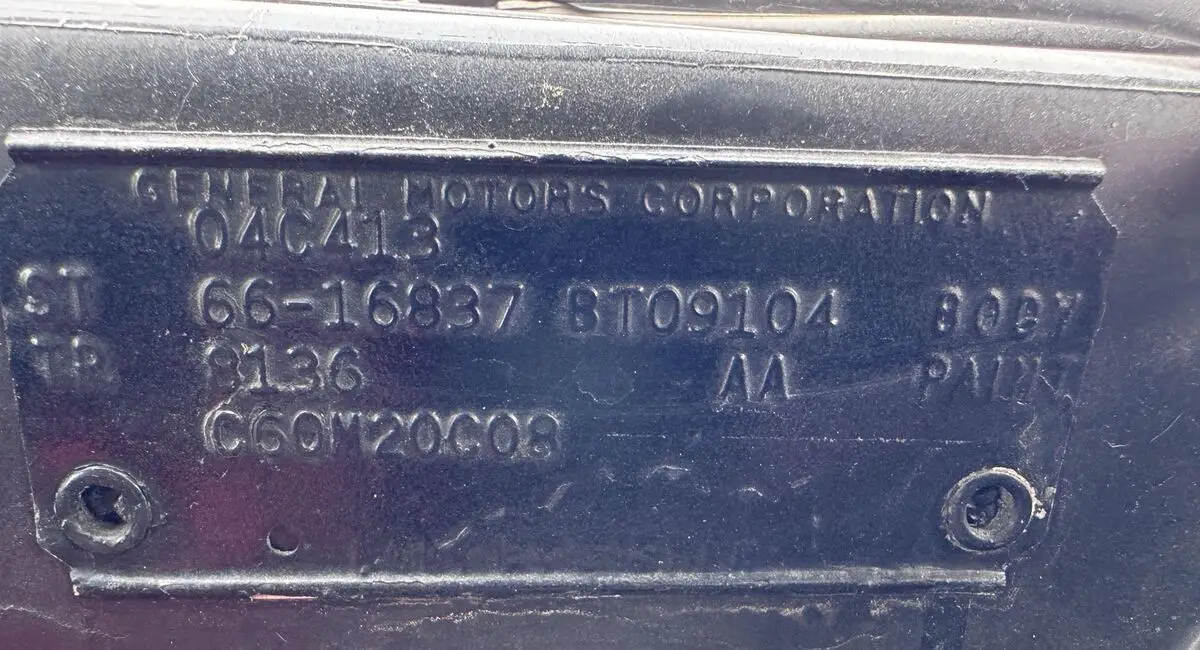 GENERAL MOTORS CORPORATION
04C413
ST 66-16837 BT09104 BODY
TR 8136 AA PAINT
C60M20C08